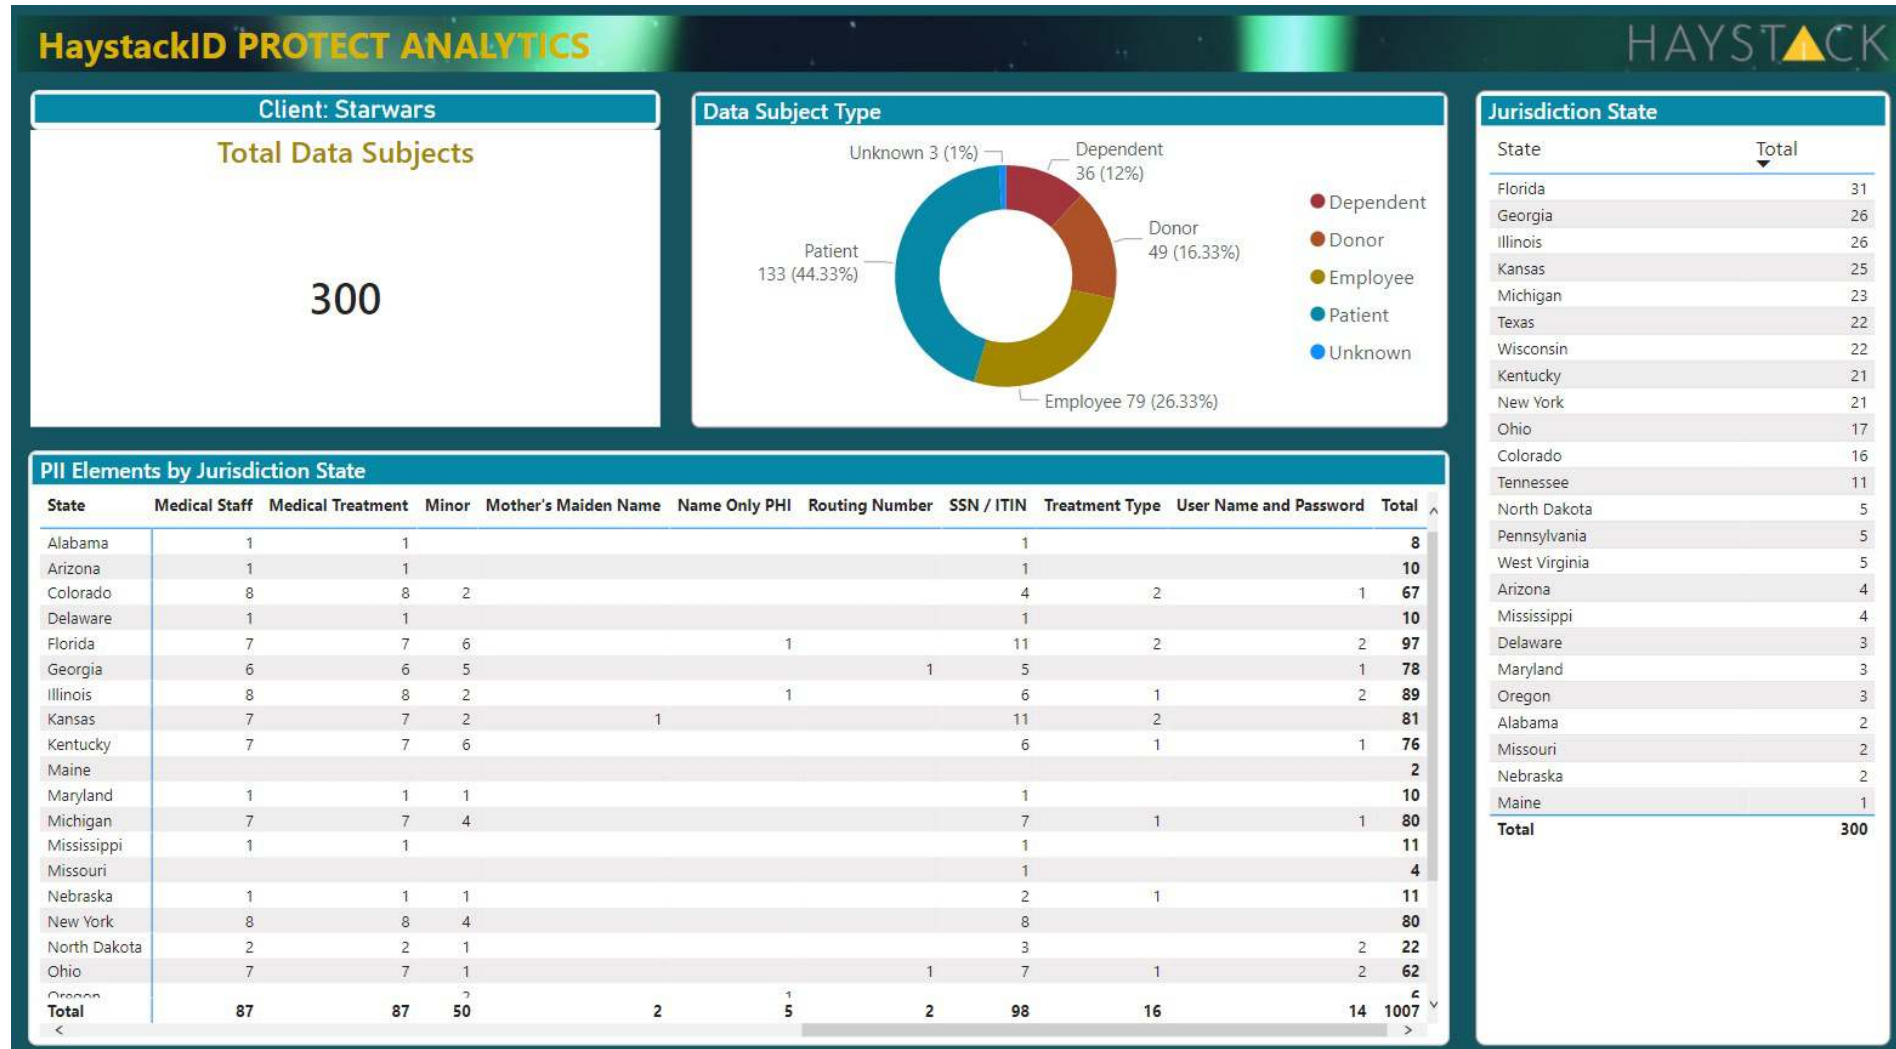 HaystackID PROTECT ANALYTICS
HAYSTACK
Client: Starwars
Total Data Subjects
300
Data Subject Type
Unknown 3 (1%)
Dependent
36 (12%)
Donor
49 (16.33%)
Patient
133 (44.33%)
Employee 79 (26.33%)
Dependent
Donor
Employee
Patient
Unknown
Jurisdiction State
State Total
Florida 31
Georgia 26
Illinois 26
Kansas 25
Michigan 23
Texas 22
Wisconsin 22
Kentucky 21
New York 21
Ohio 17
Colorado 16
Tennessee 11
North Dakota 5
Pennsylvania 5
West Virginia 5
Arizona 4
Mississippi 4
Delaware 3
Maryland 3
Oregon 3
Alabama 2
Missouri 2
Nebraska 2
Maine 1
Total 300
PII Elements by Jurisdiction State
State Medical Staff Medical Treatment Minor Mother's Maiden Name Name Only PHI Routing Number SSN / ITIN Treatment Type User Name and Password Total
Alabama 1 1 1 8
Arizona 1 1 1 10
Colorado 8 8 2 4 2 1 67
Delaware 1 1 1 10
Florida 7 7 6 1 11 2 2 97
Georgia 6 6 5 1 5 1 78
Illinois 8 8 2 1 6 1 2 89
Kansas 7 7 2 1 11 2 81
Kentucky 7 7 6 6 1 1 76
Maine 2
Maryland 1 1 1 1 10
Michigan 7 7 4 7 1 1 80
Mississippi 1 1 1 11
Missouri 1 4
Nebraska 1 1 1 2 1 11
New York 8 8 4 8 80
North Dakota 2 2 1 3 2 22
Ohio 7 7 1 1 7 1 2 62
Oregon 2 1 6
Total 87 87 50 2 5 2 98 16 14 1007